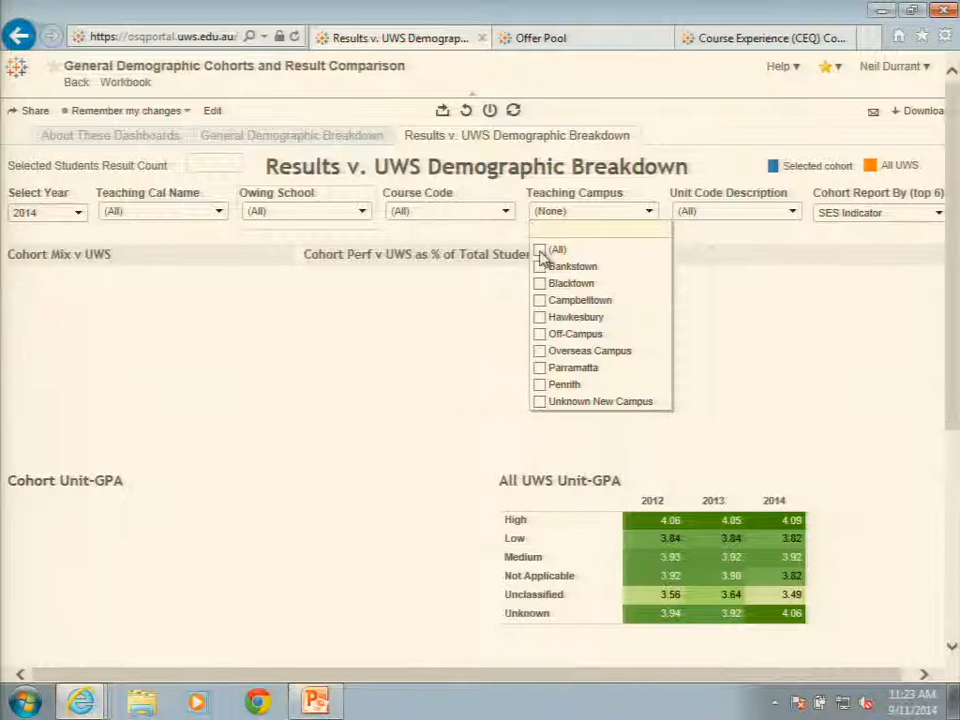 https://osqportal.uws.edu.au/
Results v. UWS Demograp...
Offer Pool
Course Experience (CEQ) Co...
General Demographic Cohorts and Result Comparison
Help
Neil Durrant
Back Workbook
Share
Remember my changes
Edit
Downloa
About These Dashboards
General Demographic Breakdown
Results v. UWS Demographic Breakdown
Selected Students Result Count
Results v. UWS Demographic Breakdown
Selected cohort
All UWS
Select Year
Teaching Cal Name
Owing School
Course Code
Teaching Campus
Unit Code Description
Cohort Report By (top 6)
2014
(All)
(All)
(All)
(None)
(All)
SES Indicator
Cohort Mix v UWS
Cohort Perf v UWS as % of Total Studer
(All)
Bankstown
Blacktown
Campbelltown
Hawkesbury
Off-Campus
Overseas Campus
Parramatta
Penrith
Unknown New Campus
Cohort Unit-GPA
All UWS Unit-GPA
2012 2013 2014
High 4.06 4.05 4.09
Low 3.84 3.84 3.82
Medium 3.93 3.92 3.92
Not Applicable 3.92 3.90 3.82
Unclassified 3.56 3.64 3.49
Unknown 3.94 3.92 4.06
11:23 AM
9/11/2014